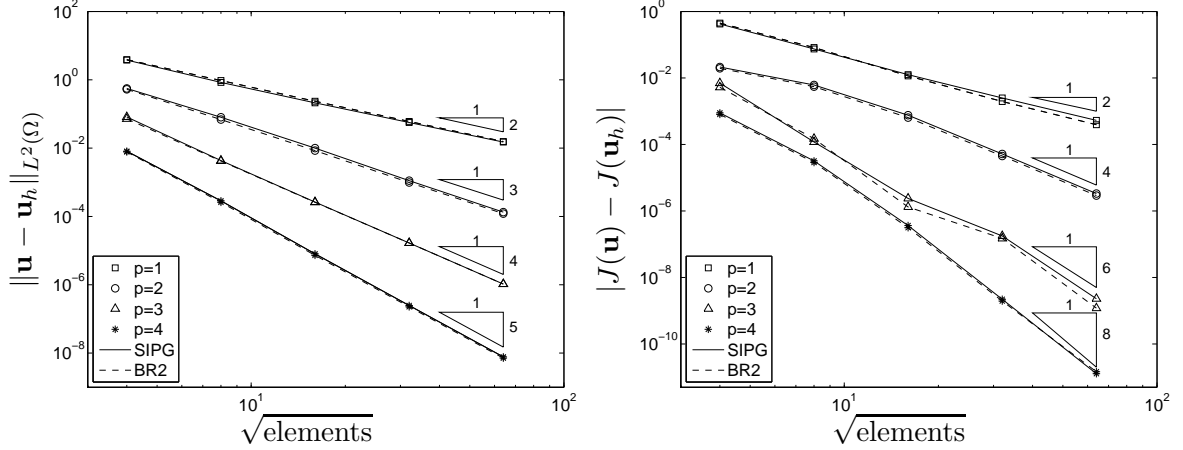 10^2
10^0
10^{-2}
10^{-4}
10^{-6}
10^{-8}
‖u − u_h‖_{L^2(Ω)}
1
2
1
3
1
4
1
5
p=1
p=2
p=3
p=4
SIPG
BR2
10^1
10^2
√elements
10^0
10^{-2}
10^{-4}
10^{-6}
10^{-8}
10^{-10}
|J(u) − J(u_h)|
1
2
1
4
1
6
1
8
p=1
p=2
p=3
p=4
SIPG
BR2
10^1
10^2
√elements